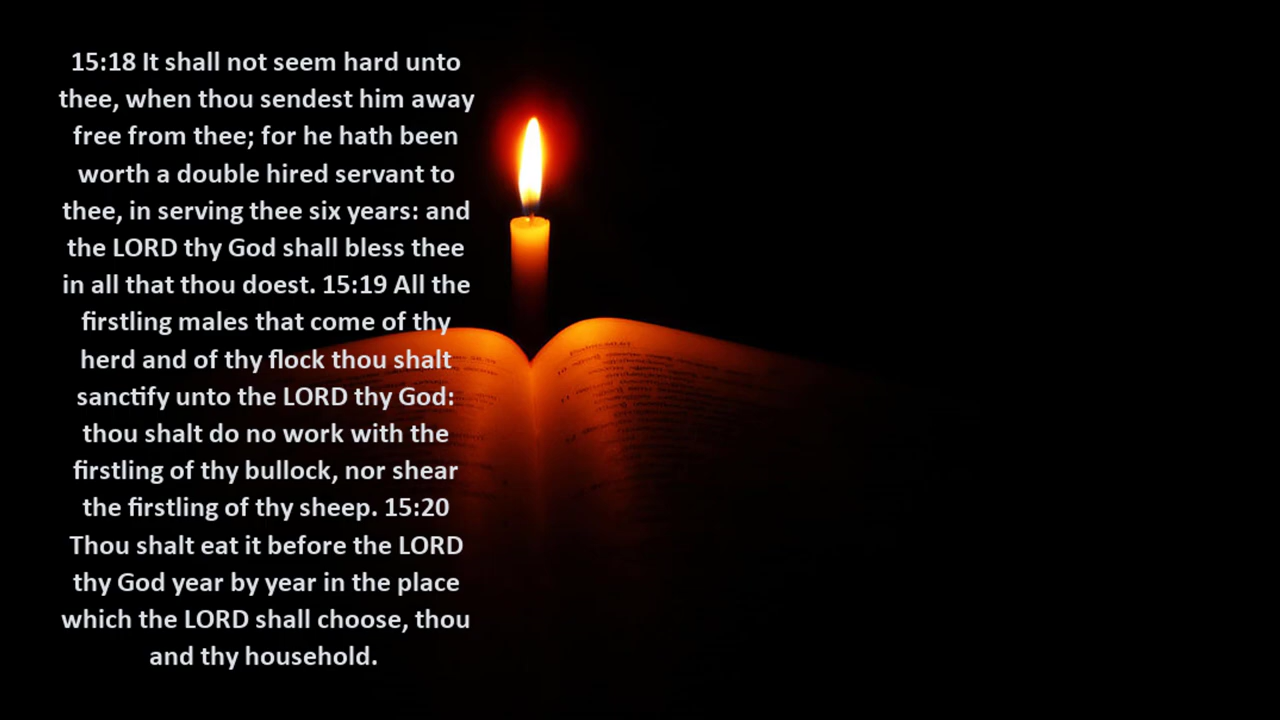 15:18 It shall not seem hard unto
thee, when thou sendest him away
free from thee; for he hath been
worth a double hired servant to
thee, in serving thee six years: and
the LORD thy God shall bless thee
in all that thou doest. 15:19 All the
firstling males that come of thy
herd and of thy flock thou shalt
sanctify unto the LORD thy God:
thou shalt do no work with the
firstling of thy bullock, nor shear
the firstling of thy sheep. 15:20
Thou shalt eat it before the LORD
thy God year by year in the place
which the LORD shall choose, thou
and thy household.